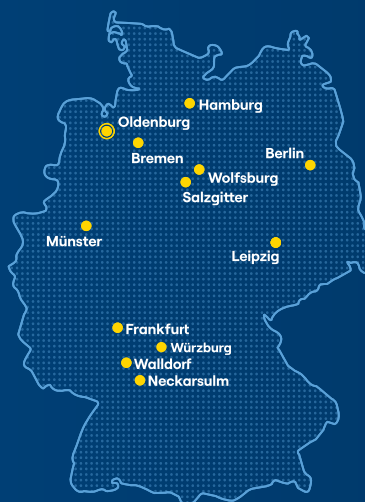 Hamburg
Oldenburg
Bremen
Berlin
Wolfsburg
Salzgitter
Münster
Leipzig
Frankfurt
Würzburg
Walldorf
Neckarsulm